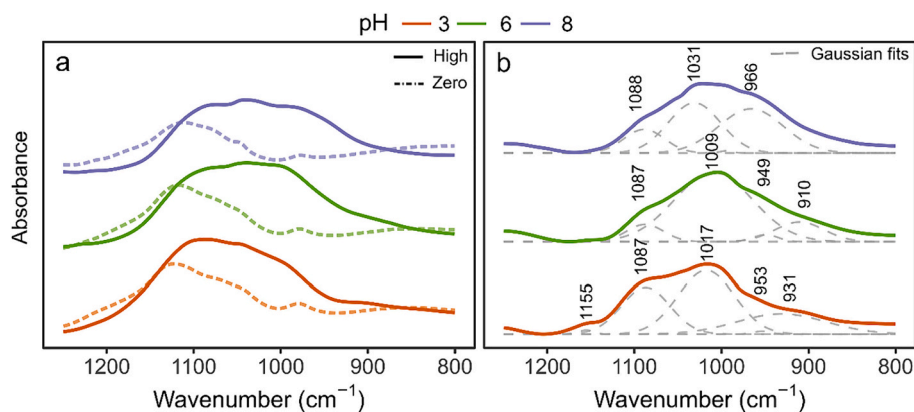 pH 3 6 8
a
High
Zero
b
Gaussian fits
1088
1031
966
1087
1009
949
910
1155
1087
1017
953
931
Absorbance
1200 1100 1000 900 800
1200 1100 1000 900 800
Wavenumber (cm⁻¹)
Wavenumber (cm⁻¹)